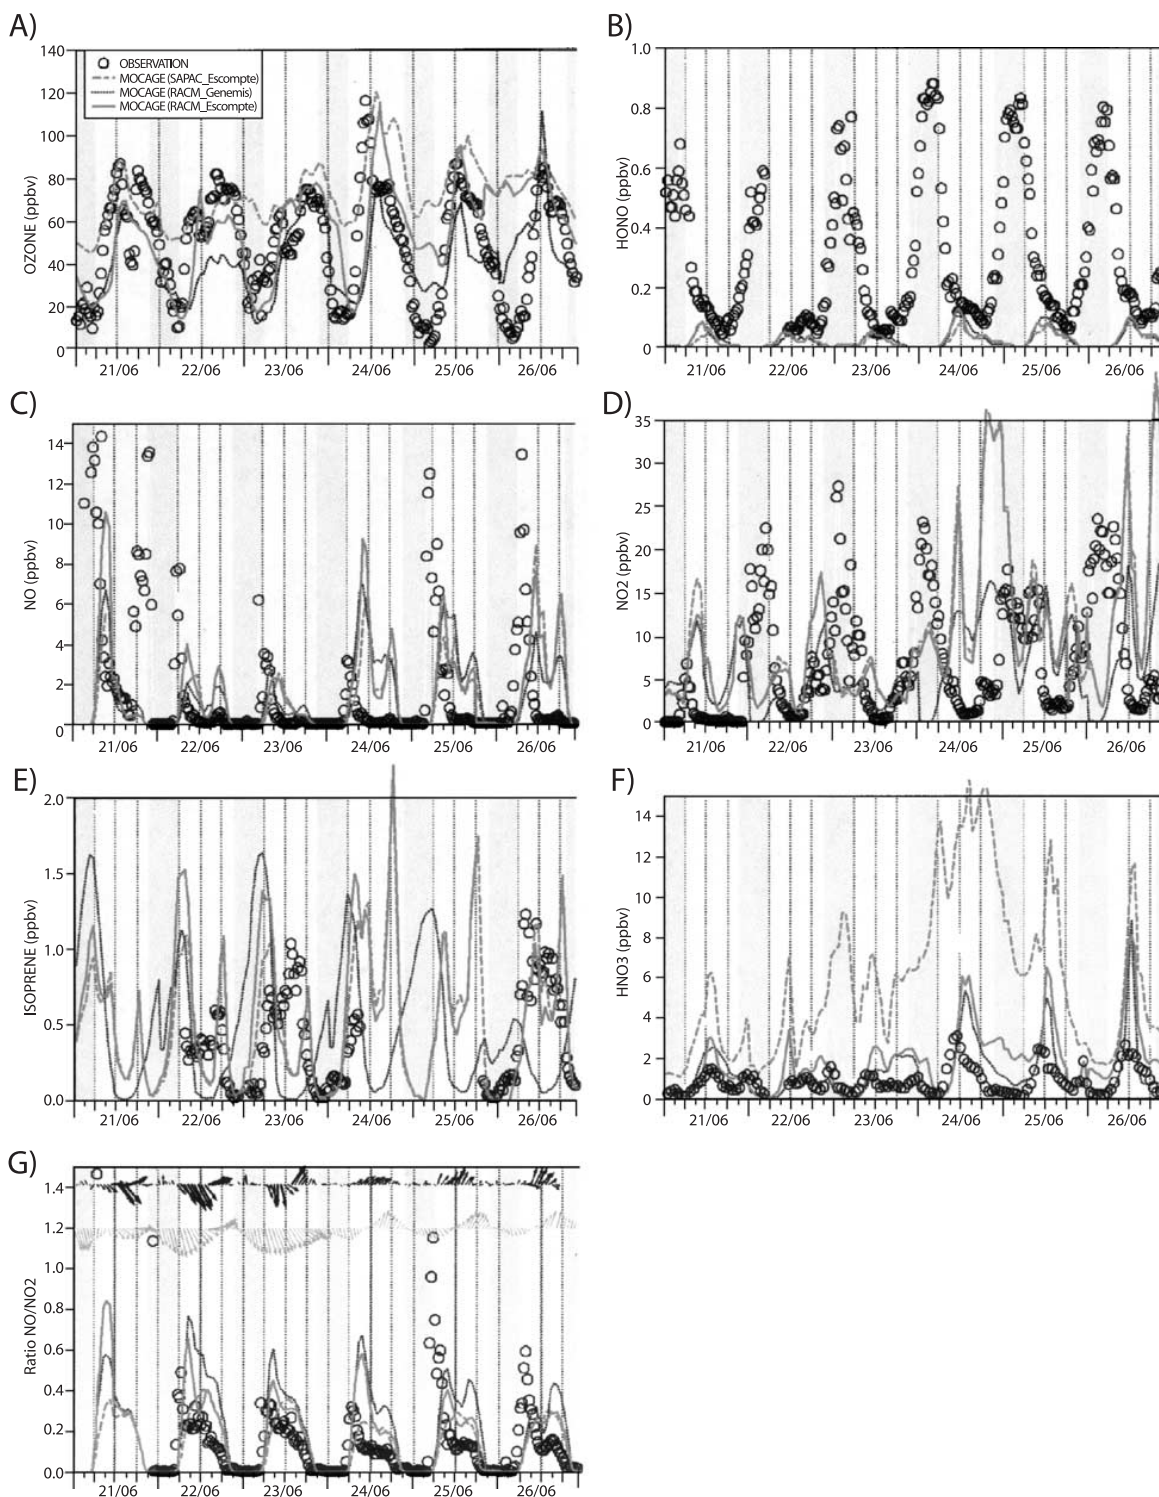 A)
140
120
100
80
60
40
20
0
OZONE (ppbv)
OBSERVATION
MOCAGE (SAPAC_Escompte)
MOCAGE (RACM_Genemis)
MOCAGE (RACM_Escompte)
21/06 22/06 23/06 24/06 25/06 26/06
B)
1.0
0.8
0.6
0.4
0.2
0
HONO (ppbv)
21/06 22/06 23/06 24/06 25/06 26/06
C)
14
12
10
8
6
4
2
0
NO (ppbv)
21/06 22/06 23/06 24/06 25/06 26/06
D)
35
30
25
20
15
10
5
0
NO2 (ppbv)
21/06 22/06 23/06 24/06 25/06 26/06
E)
2.0
1.5
1.0
0.5
0.0
ISOPRENE (ppbv)
21/06 22/06 23/06 24/06 25/06 26/06
F)
14
12
10
8
6
4
2
0
HNO3 (ppbv)
21/06 22/06 23/06 24/06 25/06 26/06
G)
1.4
1.2
1.0
0.8
0.6
0.4
0.2
0.0
Ratio NO/NO2
21/06 22/06 23/06 24/06 25/06 26/06